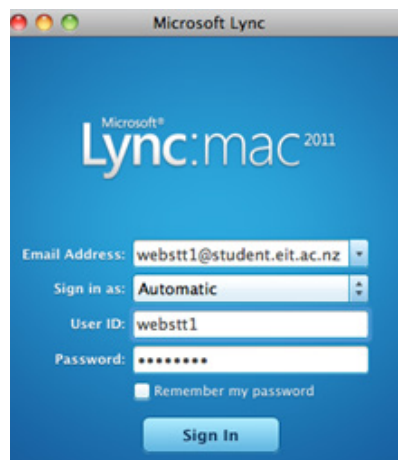 Microsoft Lync
Microsoft®
Lync:mac 2011
Email Address: webstt1@student.eit.ac.nz
Sign in as: Automatic
User ID: webstt1
Password: ••••••••
Remember my password
Sign In